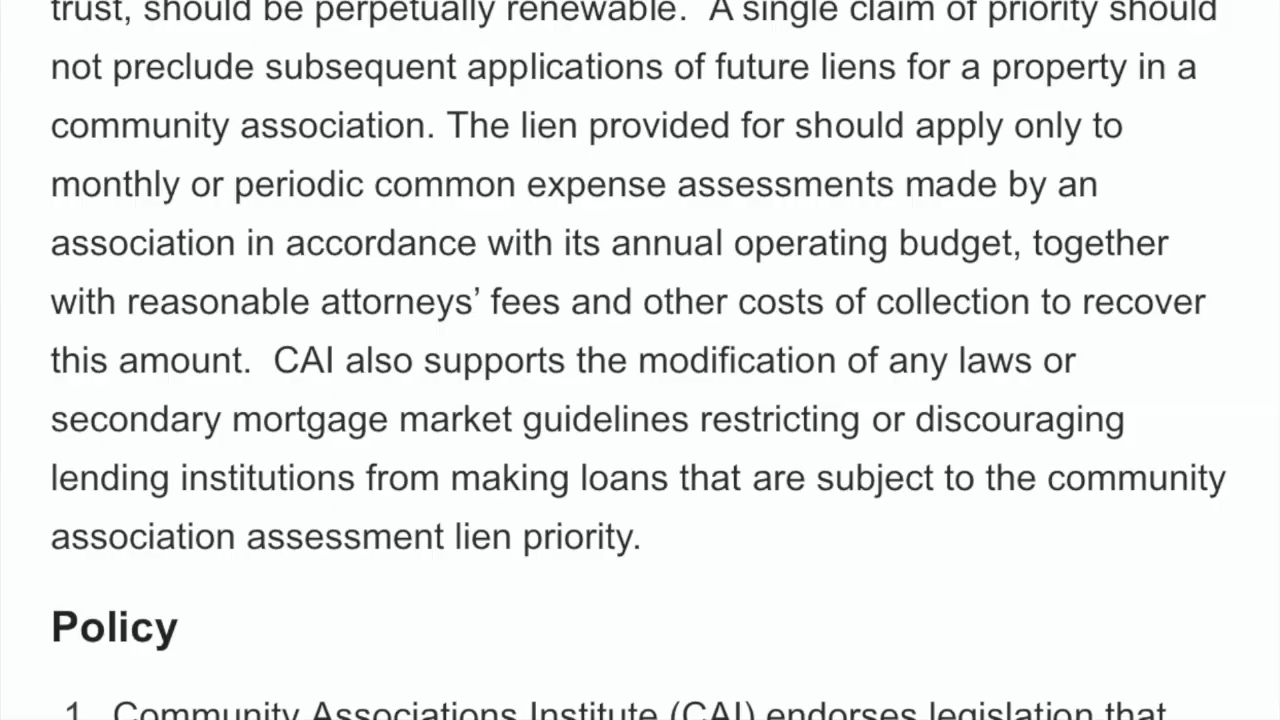 trust, should be perpetually renewable.  A single claim of priority should
not preclude subsequent applications of future liens for a property in a
community association. The lien provided for should apply only to
monthly or periodic common expense assessments made by an
association in accordance with its annual operating budget, together
with reasonable attorneys’ fees and other costs of collection to recover
this amount.  CAI also supports the modification of any laws or
secondary mortgage market guidelines restricting or discouraging
lending institutions from making loans that are subject to the community
association assessment lien priority.
Policy
1. Community Associations Institute (CAI) endorses legislation that